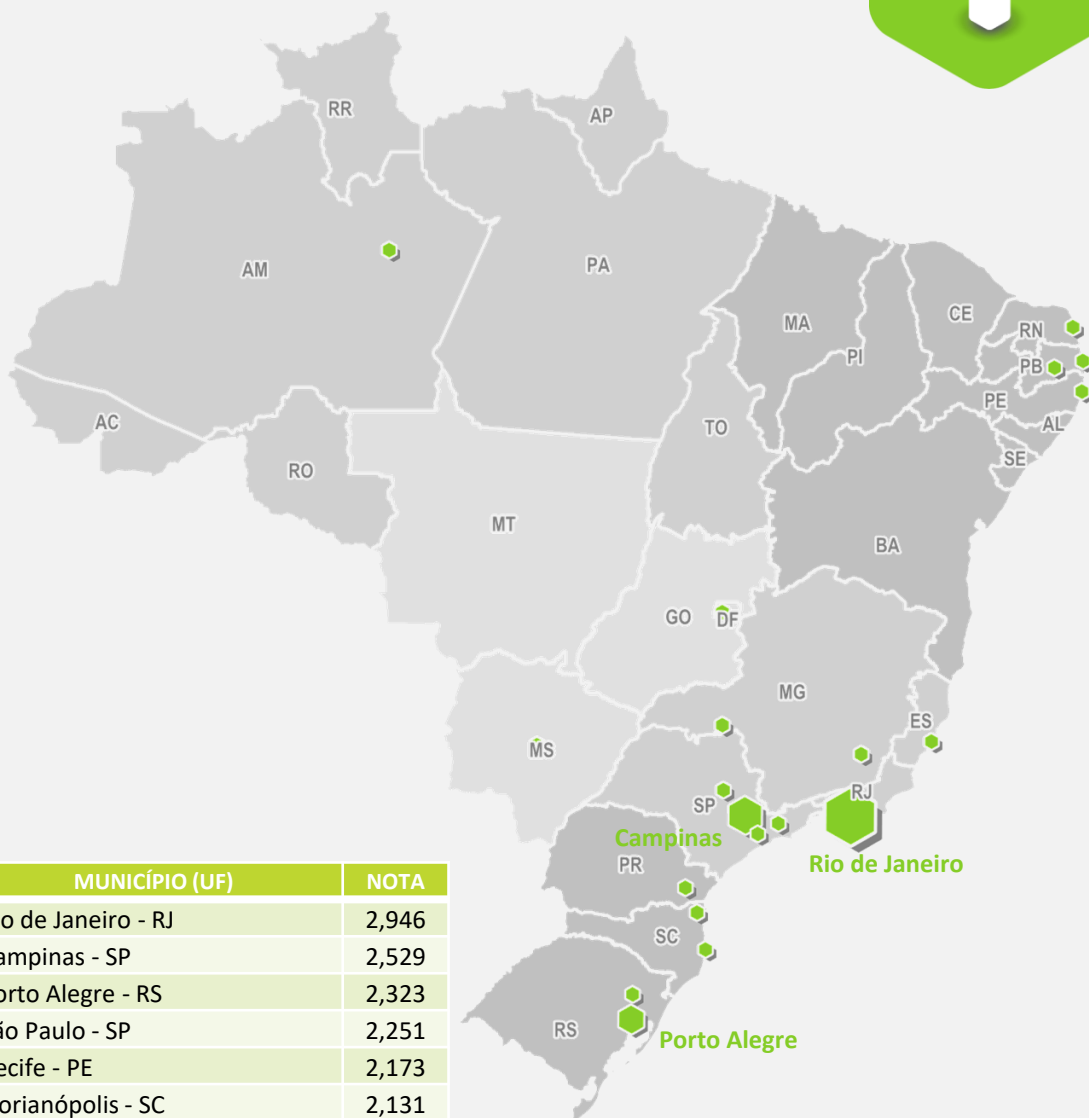 RR
AP
AM
PA
MA
CE
RN
PI
PB
PE
AC
TO
AL
SE
RO
MT
BA
GO
DF
MG
ES
MS
RJ
SP
Campinas
Rio de Janeiro
PR
SC
RS
Porto Alegre
MUNICÍPIO (UF) NOTA
o de Janeiro - RJ 2,946
ampinas - SP 2,529
orto Alegre - RS 2,323
ão Paulo - SP 2,251
ecife - PE 2,173
orianópolis - SC 2,131